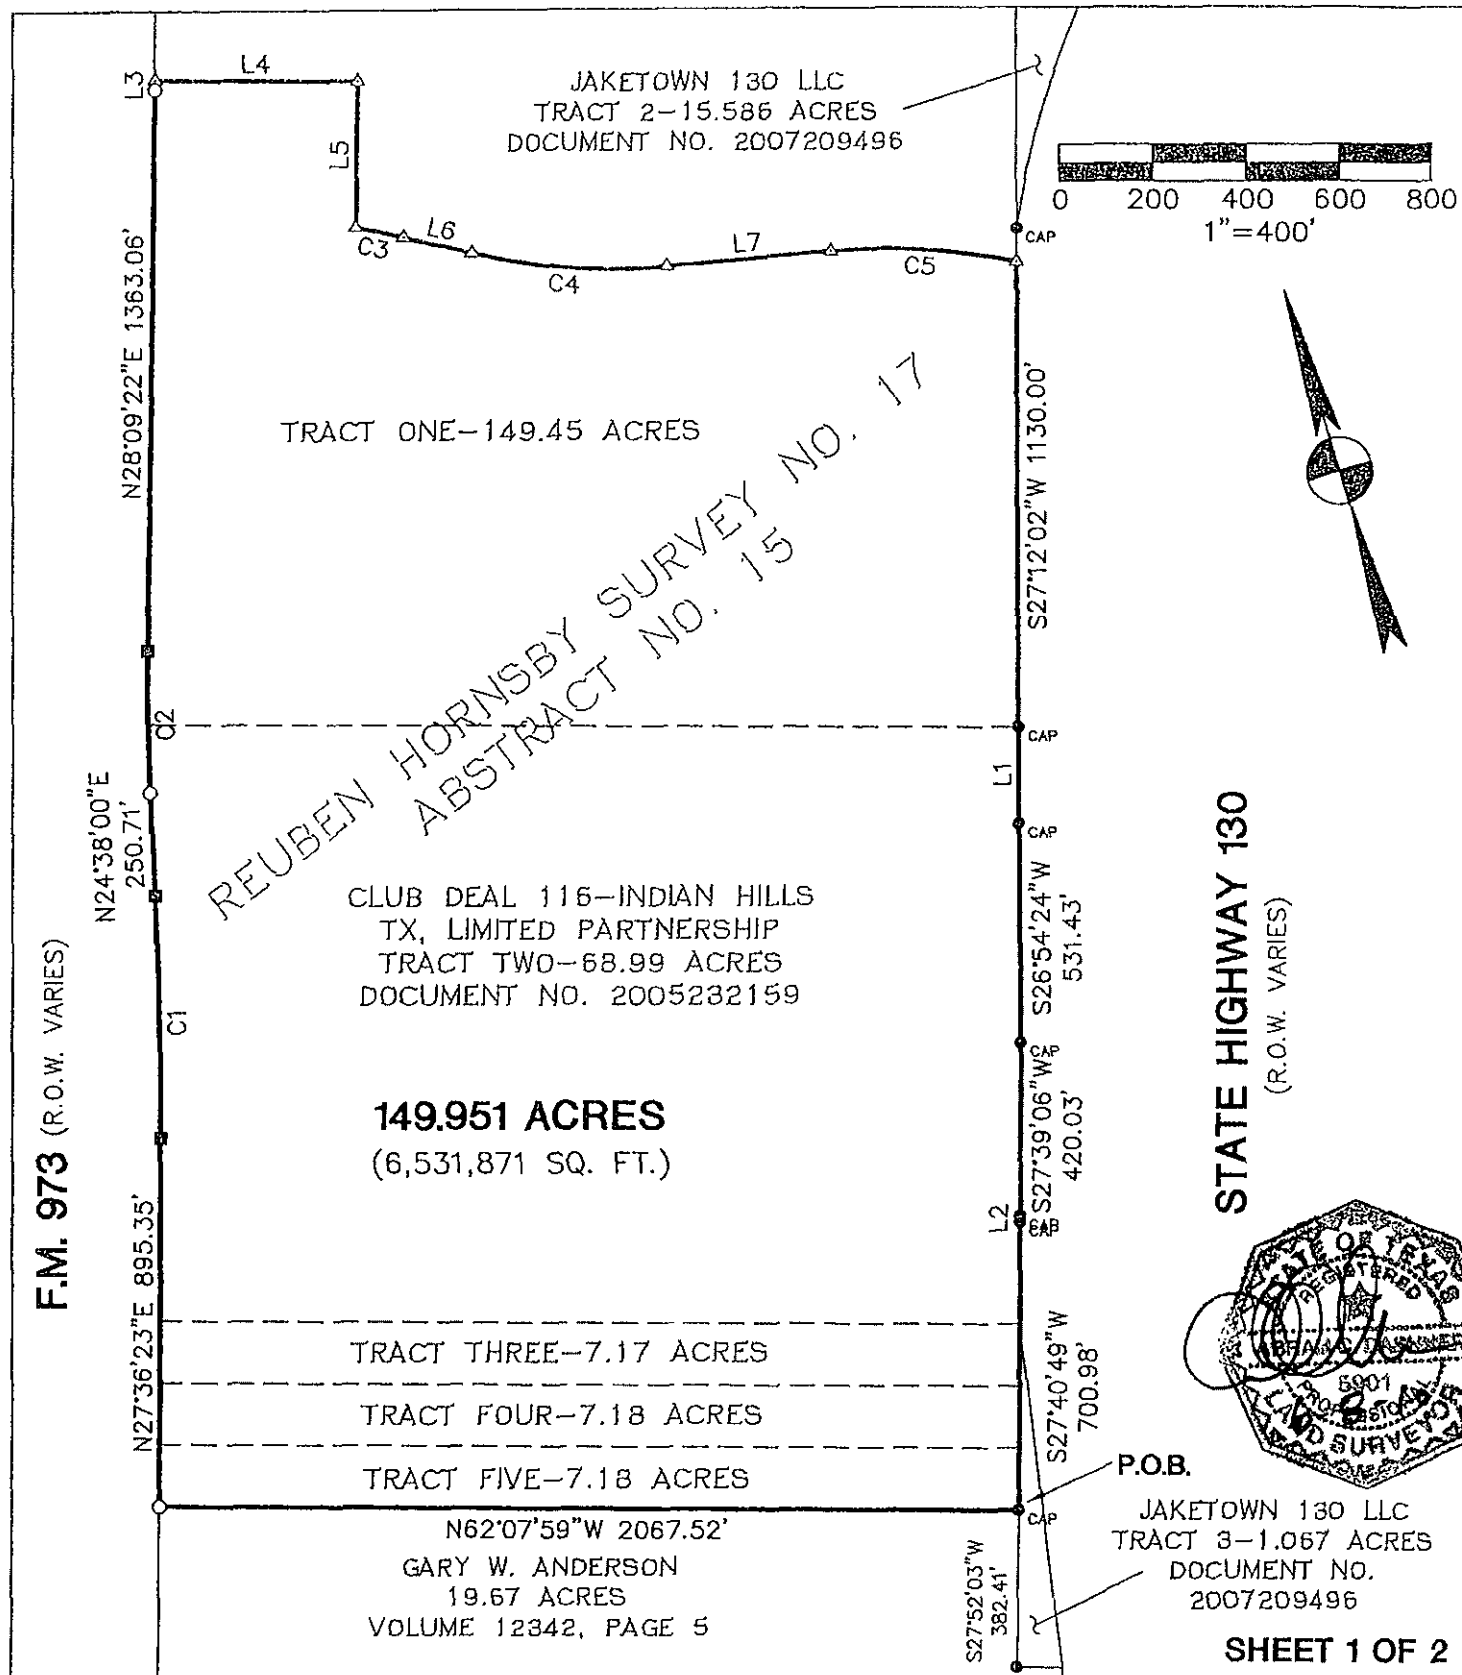 L3
L4
L5
JAKETOWN 130 LLC
TRACT 2-15.586 ACRES
DOCUMENT NO. 2007209496
0 200 400 600 800
1"=400'
CAP
C3
L6
C4
L7
C5
N28°09'22"E 1363.06'
TRACT ONE-149.45 ACRES
S27°12'02"W 1130.00'
REUBEN HORNSBY SURVEY NO. 17
ABSTRACT NO. 15
C2
CAP
L1
CAP
N24°38'00"E
250.71'
CLUB DEAL 116-INDIAN HILLS
TX, LIMITED PARTNERSHIP
TRACT TWO-68.99 ACRES
DOCUMENT NO. 2005232159
S26°54'24"W
531.43'
STATE HIGHWAY 130
(R.O.W. VARIES)
F.M. 973 (R.O.W. VARIES)
C1
CAP
149.951 ACRES
(6,531,871 SQ. FT.)
S27°39'06"W
420.03'
L2
CAP
N27°36'23"E 895.35'
TRACT THREE-7.17 ACRES
TRACT FOUR-7.18 ACRES
TRACT FIVE-7.18 ACRES
S27°40'49"W
700.98'
STATE OF TEXAS
REGISTERED
5901
PROFESSIONAL
LAND SURVEYOR
P.O.B.
CAP
N62°07'59"W 2067.52'
GARY W. ANDERSON
19.67 ACRES
VOLUME 12342, PAGE 5
S27°52'03"W
382.41'
JAKETOWN 130 LLC
TRACT 3-1.067 ACRES
DOCUMENT NO.
2007209496
SHEET 1 OF 2